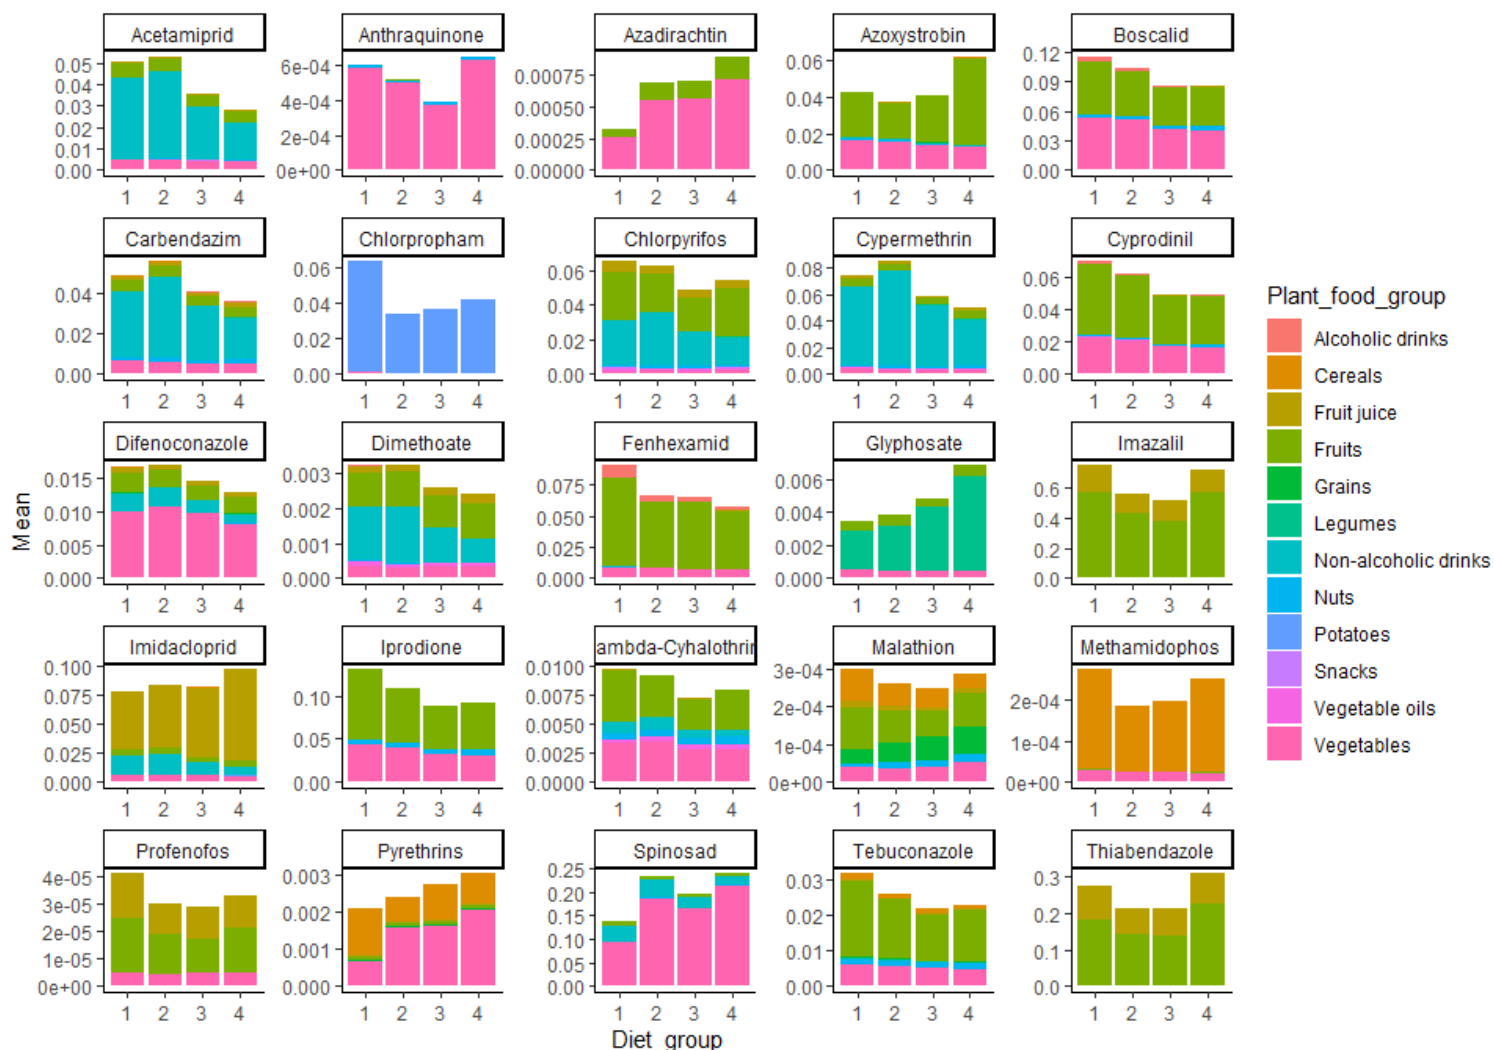 Acetamiprid Anthraquinone Azadirachtin Azoxystrobin Boscalid
0.05 0.04 0.03 0.02 0.01 0.00 6e-04 4e-04 2e-04 0e+00 0.00075 0.00050 0.00025 0.00000 0.06 0.04 0.02 0.00 0.12 0.09 0.06 0.03 0.00
1 2 3 4 1 2 3 4 1 2 3 4 1 2 3 4 1 2 3 4
Carbendazim Chlorpropham Chlorpyrifos Cypermethrin Cyprodinil
0.04 0.02 0.00 0.06 0.04 0.02 0.00 0.06 0.04 0.02 0.00 0.08 0.06 0.04 0.02 0.00 0.06 0.04 0.02 0.00
1 2 3 4 1 2 3 4 1 2 3 4 1 2 3 4 1 2 3 4
Difenoconazole Dimethoate Fenhexamid Glyphosate Imazalil
0.015 0.010 0.005 0.000 0.003 0.002 0.001 0.000 0.075 0.050 0.025 0.000 0.006 0.004 0.002 0.000 0.6 0.4 0.2 0.0
1 2 3 4 1 2 3 4 1 2 3 4 1 2 3 4 1 2 3 4
Imidacloprid Iprodione ambda-Cyhalothrin Malathion Methamidophos
0.100 0.075 0.050 0.025 0.000 0.10 0.05 0.00 0.0100 0.0075 0.0050 0.0025 0.0000 3e-04 2e-04 1e-04 0e+00 2e-04 1e-04 0e+00
1 2 3 4 1 2 3 4 1 2 3 4 1 2 3 4 1 2 3 4
Profenofos Pyrethrins Spinosad Tebuconazole Thiabendazole
4e-05 3e-05 2e-05 1e-05 0e+00 0.003 0.002 0.001 0.000 0.25 0.20 0.15 0.10 0.05 0.00 0.03 0.02 0.01 0.00 0.3 0.2 0.1 0.0
1 2 3 4 1 2 3 4 1 2 3 4 1 2 3 4 1 2 3 4
Mean
Diet_group
Plant_food_group
Alcoholic drinks
Cereals
Fruit juice
Fruits
Grains
Legumes
Non-alcoholic drinks
Nuts
Potatoes
Snacks
Vegetable oils
Vegetables